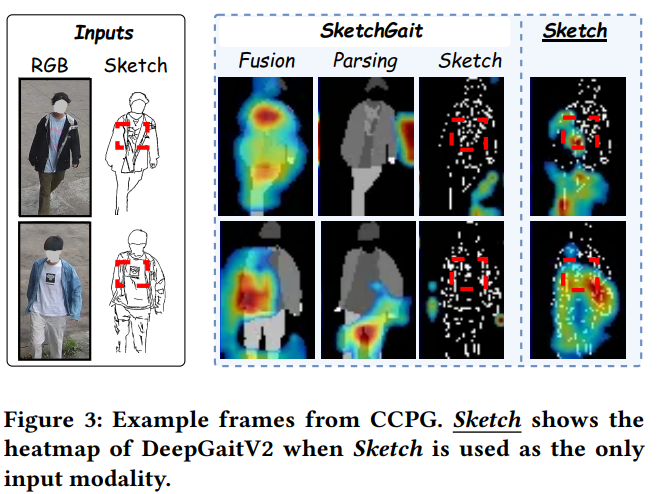 Inputs
RGB Sketch
SketchGait
Fusion Parsing Sketch
Sketch
Figure 3: Example frames from CCPG. Sketch shows the
heatmap of DeepGaitV2 when Sketch is used as the only
input modality.